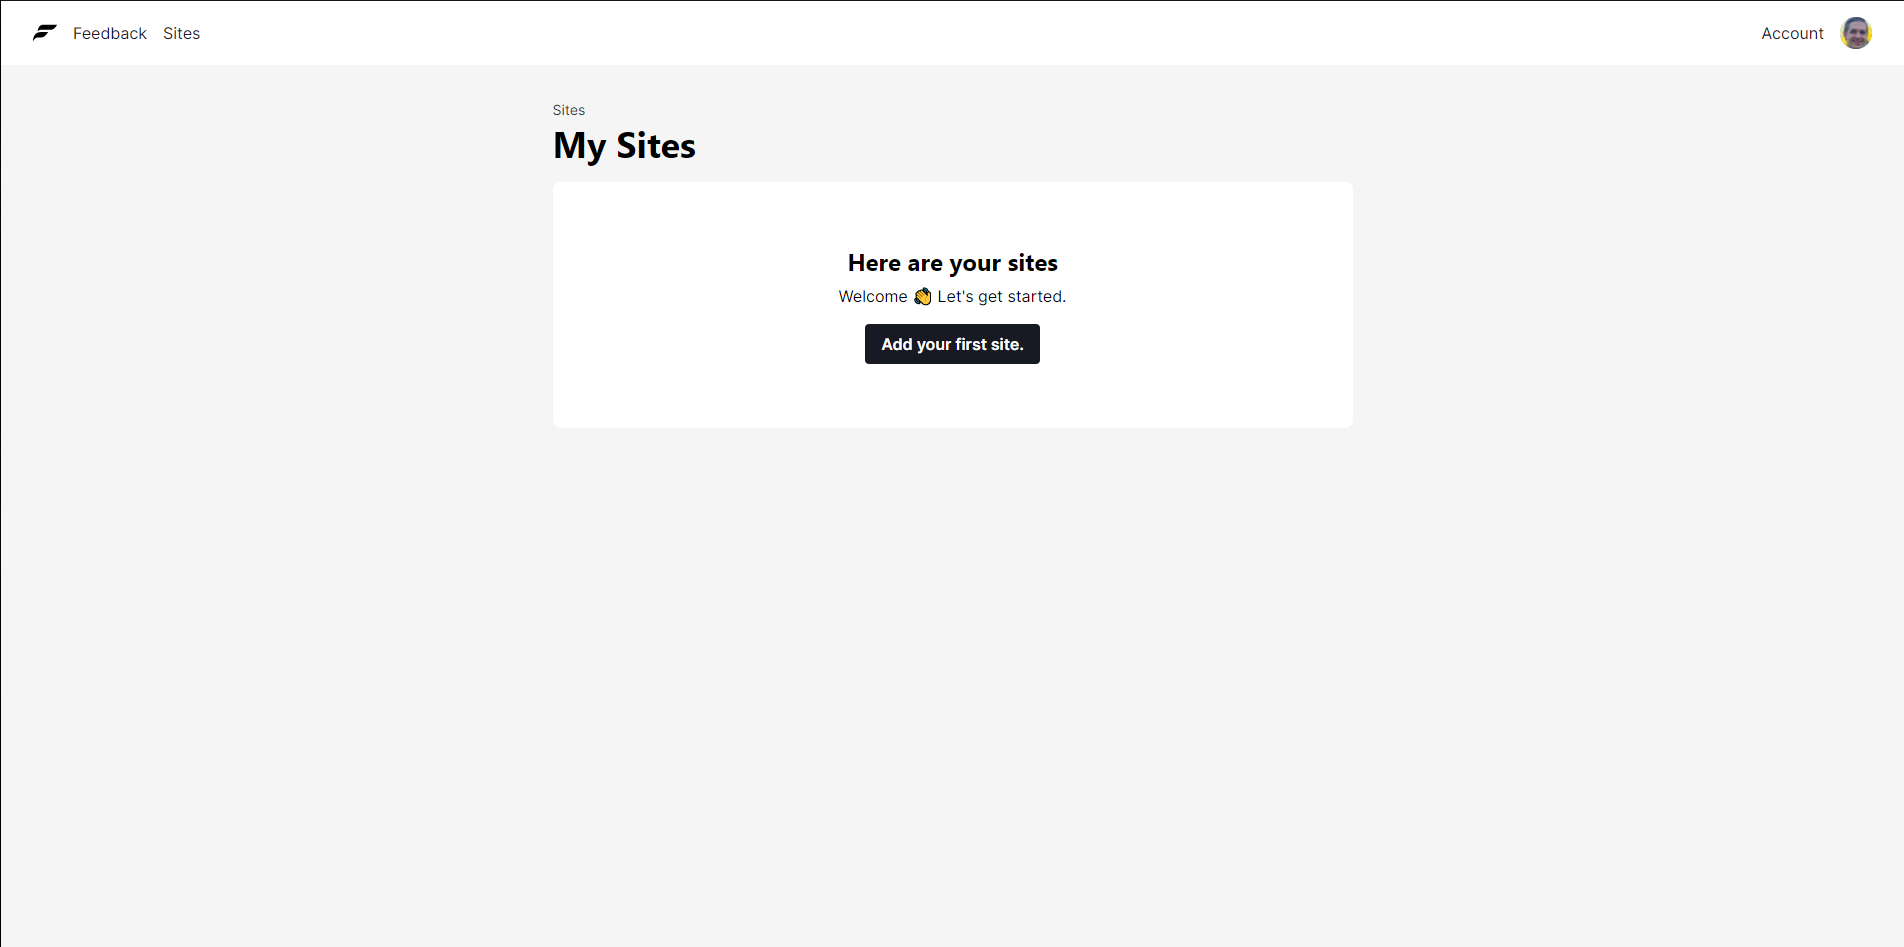 Feedback Sites Account
Sites
My Sites
Here are your sites
Welcome 👋 Let's get started.
Add your first site.